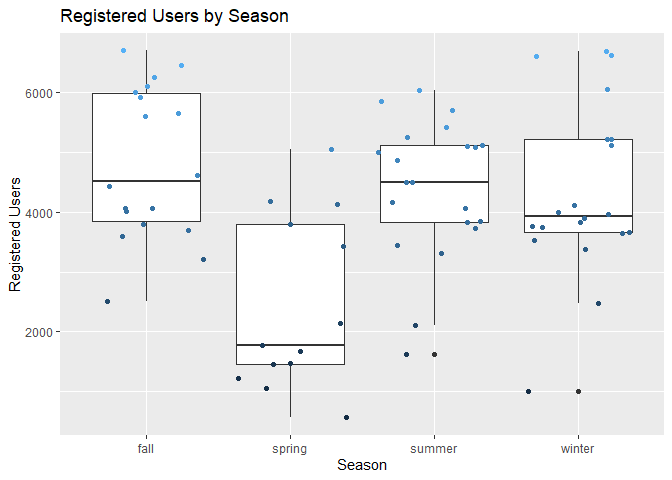 Registered Users by Season
6000
4000
2000
Registered Users
fall spring summer winter
Season